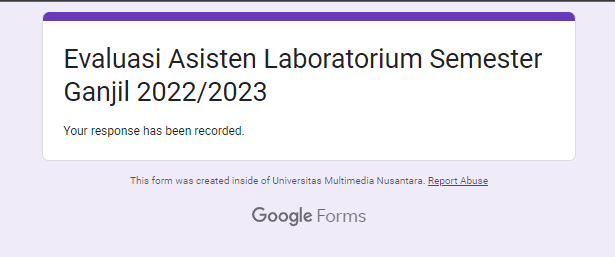 Evaluasi Asisten Laboratorium Semester
Ganjil 2022/2023
Your response has been recorded.
This form was created inside of Universitas Multimedia Nusantara. Report Abuse
Google Forms